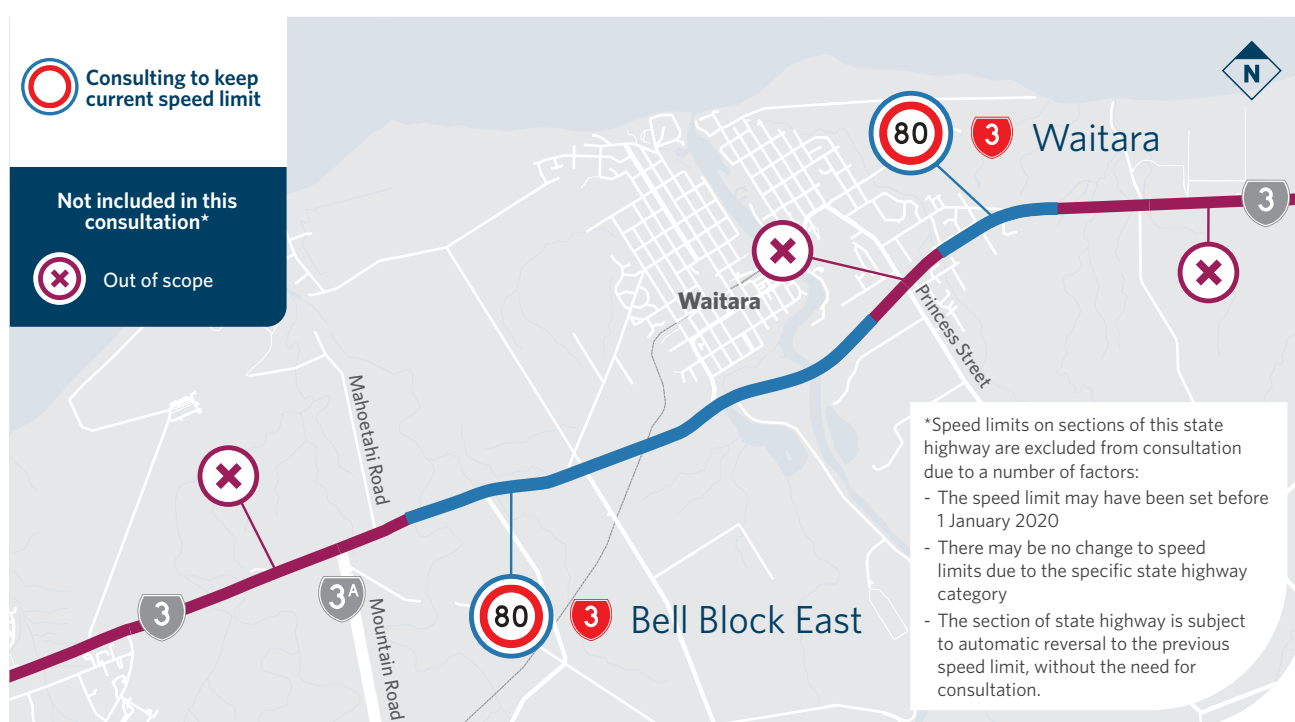 Consulting to keep
current speed limit
Not included in this
consultation*
Out of scope
N
80
3
Waitara
3
Waitara
Princess Street
Mahoetahi Road
3
3A
Mountain Road
80
3
Bell Block East
*Speed limits on sections of this state
highway are excluded from consultation
due to a number of factors:
- The speed limit may have been set before
1 January 2020
- There may be no change to speed
limits due to the specific state highway
category
- The section of state highway is subject
to automatic reversal to the previous
speed limit, without the need for
consultation.